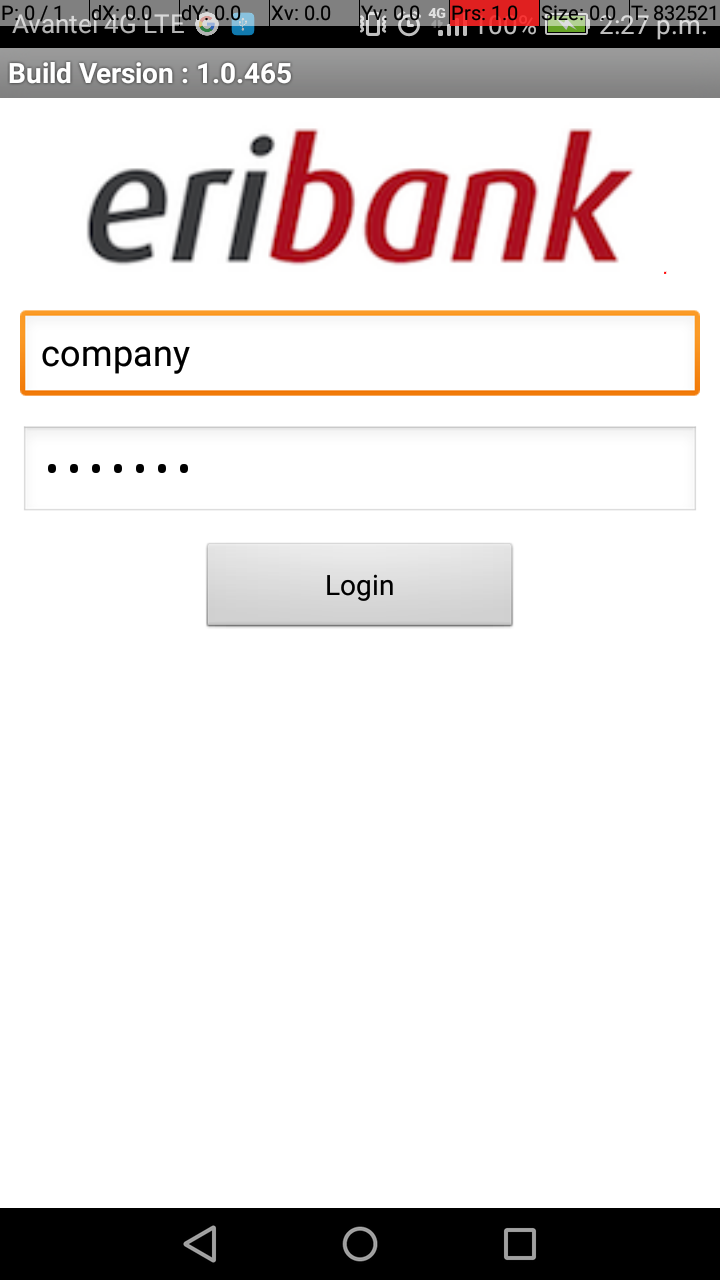 P: 0 / 1 dX: 0.0 dY: 0.0 Xv: 0.0 Yv: 0.0 Prs: 1.0 Size: 0.0 T: 832521
Avantel 4G LTE 4G 100% 2:27 p.m.
Build Version : 1.0.465
eribank
company
•••••••
Login